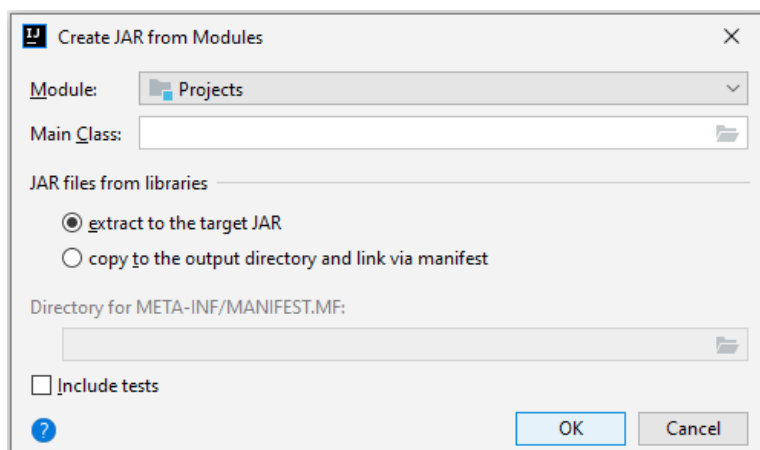 IJ Create JAR from Modules
Module: Projects
Main Class:
JAR files from libraries
extract to the target JAR
copy to the output directory and link via manifest
Directory for META-INF/MANIFEST.MF:
Include tests
? OK Cancel